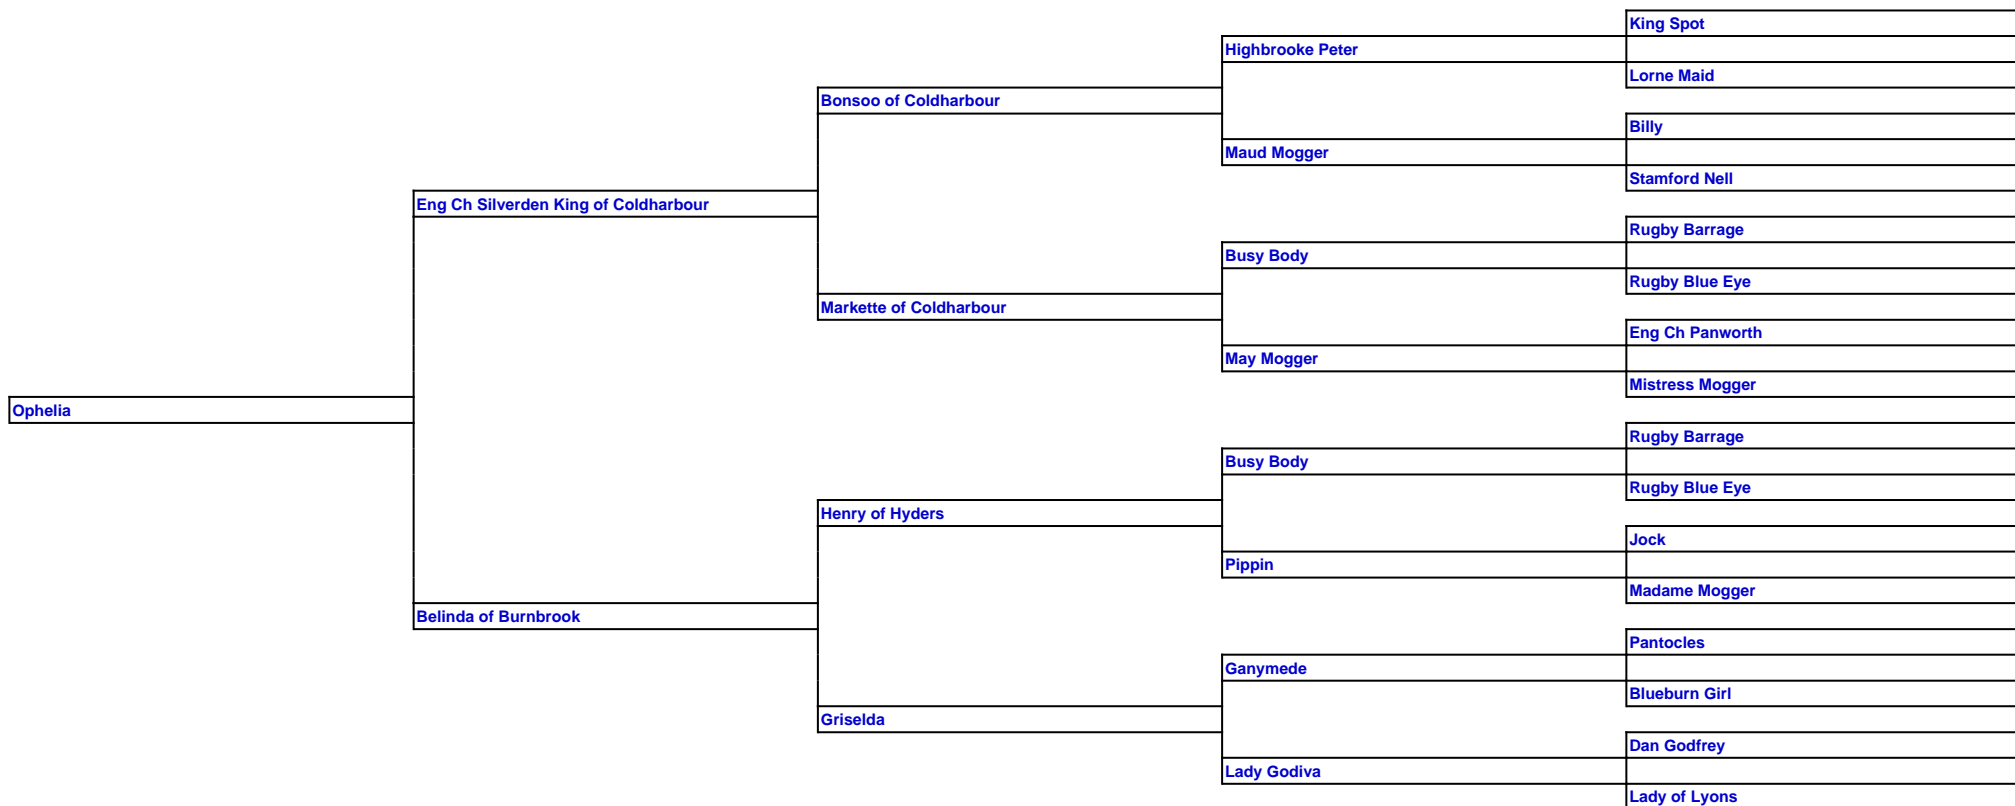 King Spot
Highbrooke Peter
Lorne Maid
Bonsoo of Coldharbour
Billy
Maud Mogger
Stamford Nell
Eng Ch Silverden King of Coldharbour
Rugby Barrage
Busy Body
Rugby Blue Eye
Markette of Coldharbour
Eng Ch Panworth
May Mogger
Mistress Mogger
Ophelia
Rugby Barrage
Busy Body
Rugby Blue Eye
Henry of Hyders
Jock
Pippin
Madame Mogger
Belinda of Burnbrook
Pantocles
Ganymede
Blueburn Girl
Griselda
Dan Godfrey
Lady Godiva
Lady of Lyons